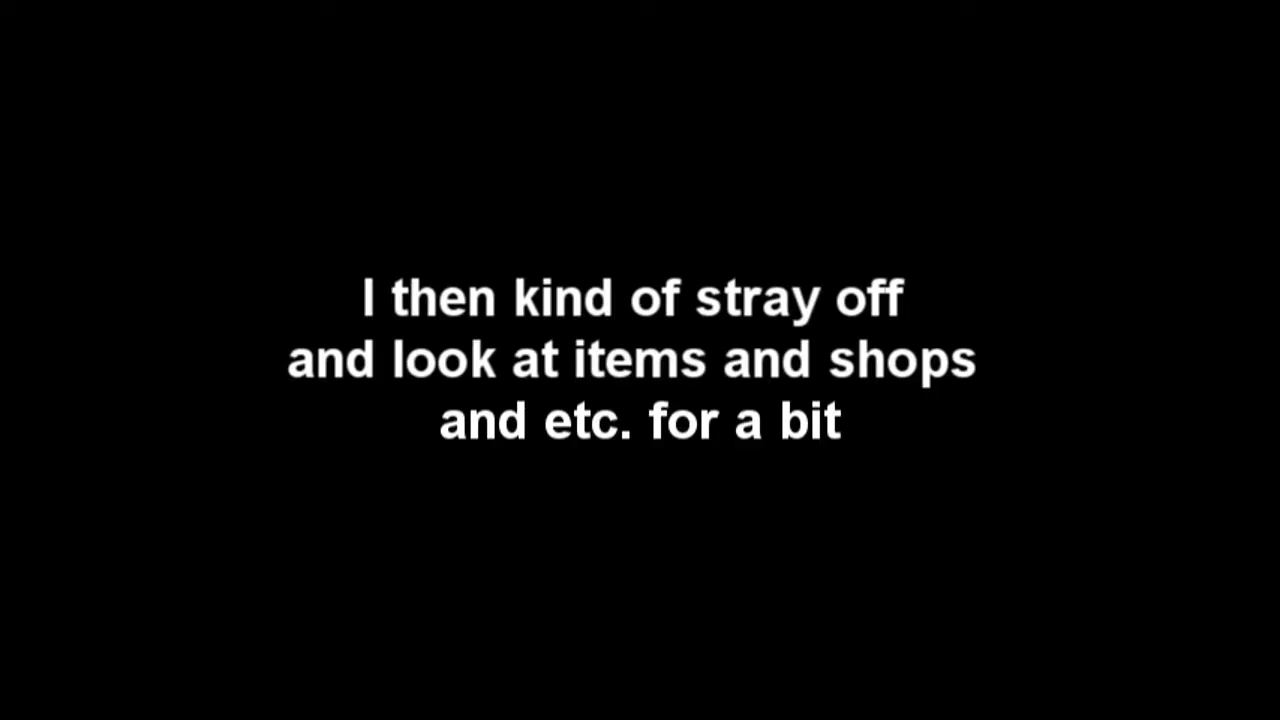 I then kind of stray off
and look at items and shops
and etc. for a bit